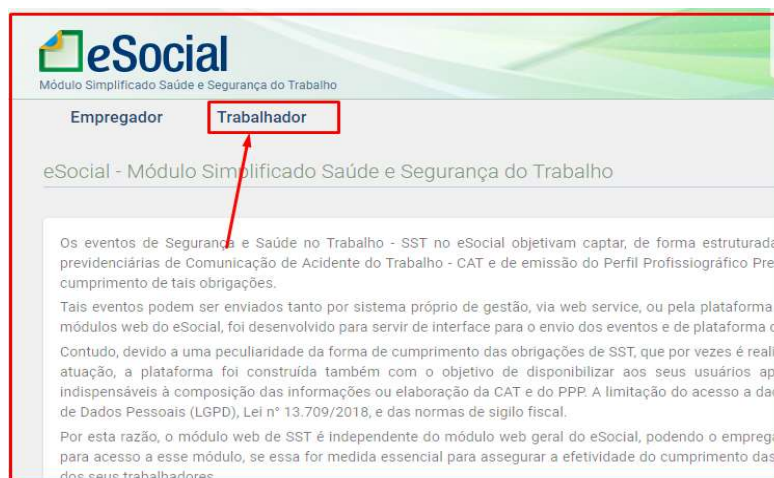 eSocial
Módulo Simplificado Saúde e Segurança do Trabalho
Empregador Trabalhador
eSocial - Módulo Simplificado Saúde e Segurança do Trabalho
Os eventos de Segurança e Saúde no Trabalho - SST no eSocial objetivam captar, de forma estruturada
previdenciárias de Comunicação de Acidente do Trabalho - CAT e de emissão do Perfil Profissiográfico Pre
cumprimento de tais obrigações.
Tais eventos podem ser enviados tanto por sistema próprio de gestão, via web service, ou pela plataforma
módulos web do eSocial, foi desenvolvido para servir de interface para o envio dos eventos e de plataforma
Contudo, devido a uma peculiaridade da forma de cumprimento das obrigações de SST, que por vezes é reali
atuação, a plataforma foi construída também com o objetivo de disponibilizar aos seus usuários ap
indispensáveis à composição das informações ou elaboração da CAT e do PPP. A limitação do acesso a da
de Dados Pessoais (LGPD), Lei n° 13.709/2018, e das normas de sigilo fiscal.
Por esta razão, o módulo web de SST é independente do módulo web geral do eSocial, podendo o empreg
para acesso a esse módulo, se essa for medida essencial para assegurar a efetividade do cumprimento das
dos seus trabalhadores